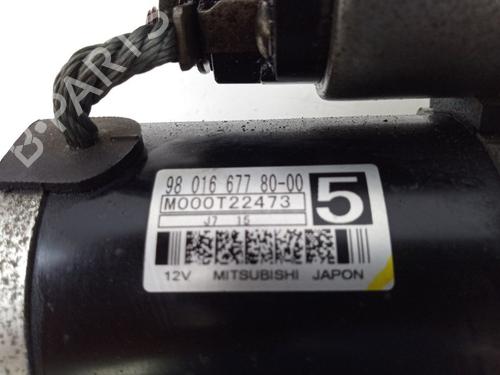 B-PARTS
98 016 677 80-00
M000T22473
5
J7 15
12V MITSUBISHI JAPON